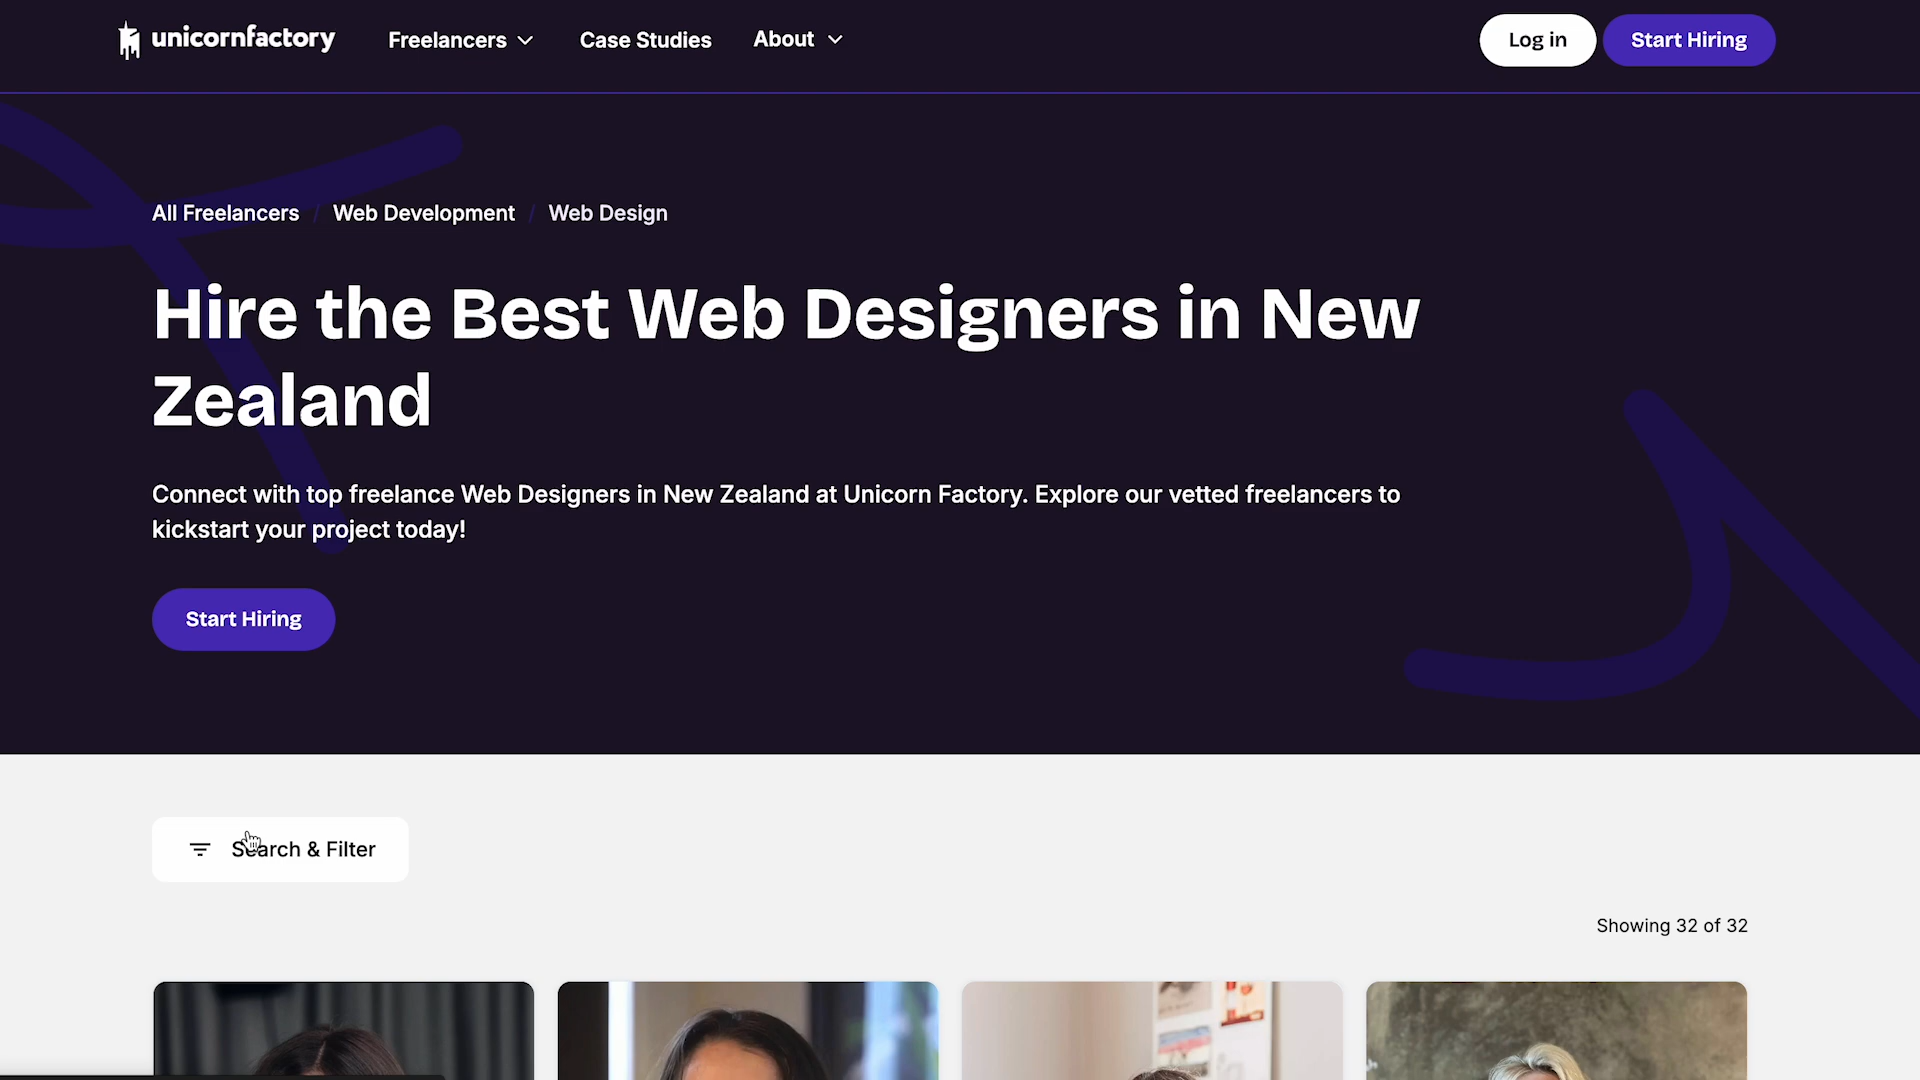 unicornfactory Freelancers Case Studies About Log in Start Hiring
All Freelancers / Web Development / Web Design
Hire the Best Web Designers in New
Zealand
Connect with top freelance Web Designers in New Zealand at Unicorn Factory. Explore our vetted freelancers to
kickstart your project today!
Start Hiring
Search & Filter
Showing 32 of 32